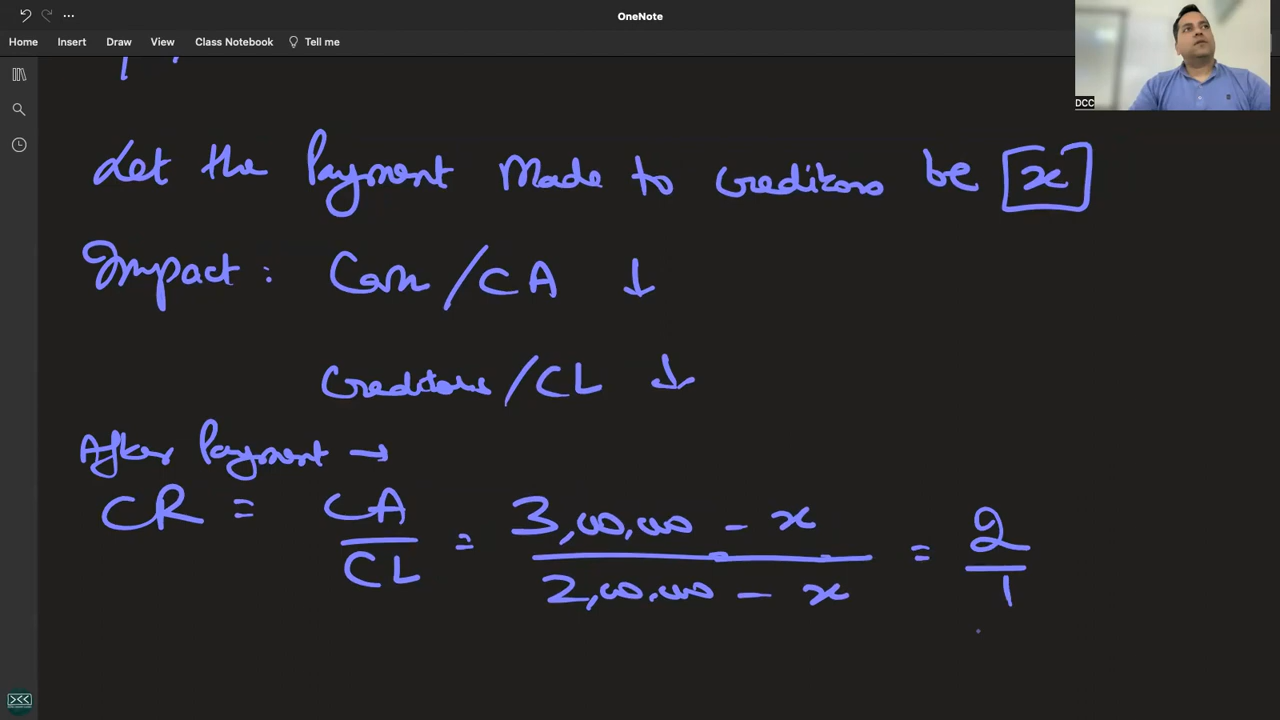 OneNote
Home Insert Draw View Class Notebook Tell me
DCC
Let the Payment Made to creditors be [x]
Impact : Cash /CA ↓
Creditors /CL ↓
After Payment →
CR = CA/CL = 3,00,000 - x / 2,00,000 - x = 2/1